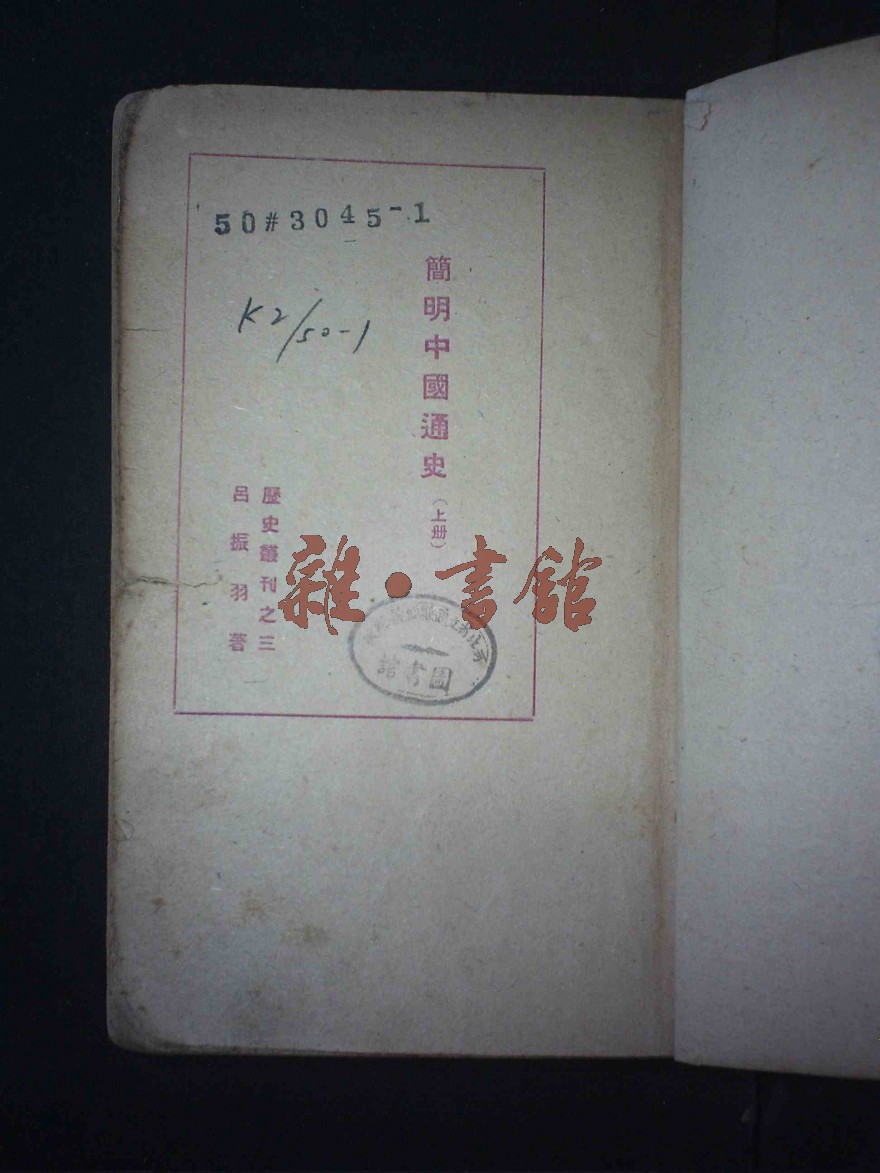 50#3045-1
K2/50-1
簡明中國通史（上册）
歷史叢刊之三
呂振羽著
雜·書館
圖書館